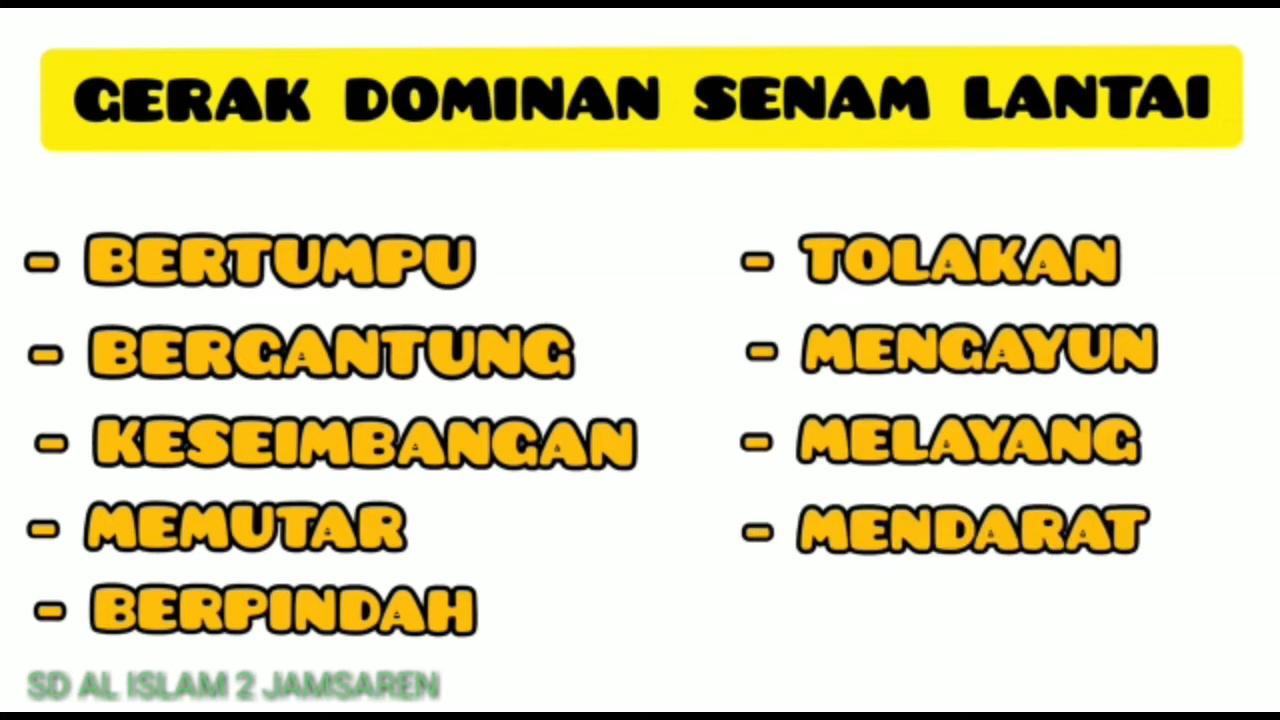 GERAK DOMINAN SENAM LANTAI
- BERTUMPU
- BERGANTUNG
- KESEIMBANGAN
- MEMUTAR
- BERPINDAH
- TOLAKAN
- MENGAYUN
- MELAYANG
- MENDARAT
SD AL ISLAM 2 JAMSAREN